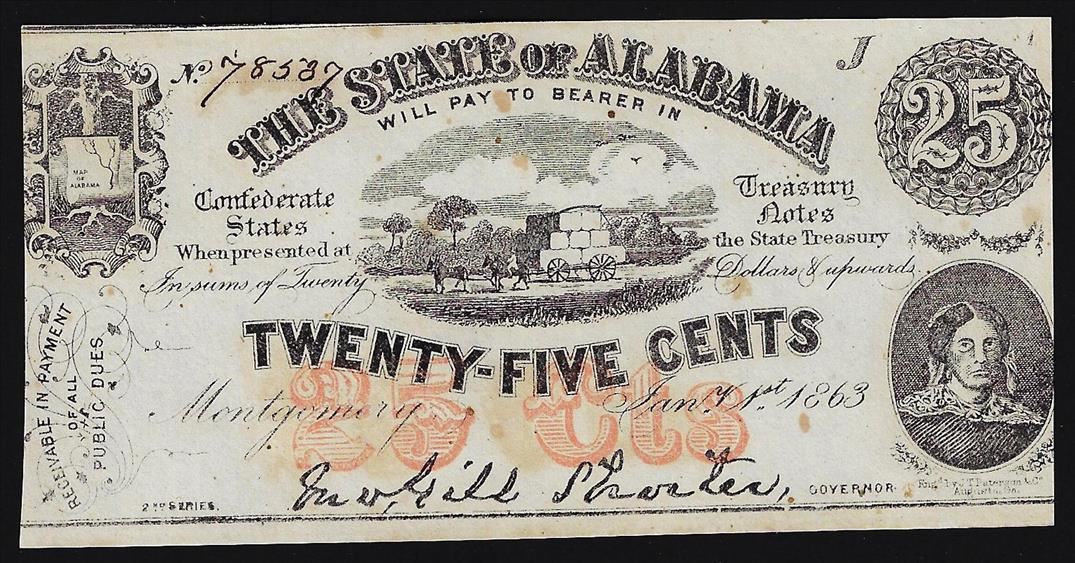 No 78537
J
THE STATE OF ALABAMA
25
WILL PAY TO BEARER IN
MAP
OF
ALABAMA
Confederate
States
Treasury
Notes
When presented at
the State Treasury
In sums of Twenty
Dollars & upwards
TWENTY-FIVE CENTS
25 Cts
Montgomery
Jany. 1st. 1863
RECEIVABLE IN PAYMENT
OF ALL
PUBLIC DUES.
Jno. Gill Shorter,
GOVERNOR.
2ND SERIES.
Engd. by J.T. Paterson & Co
Augusta, Ga.